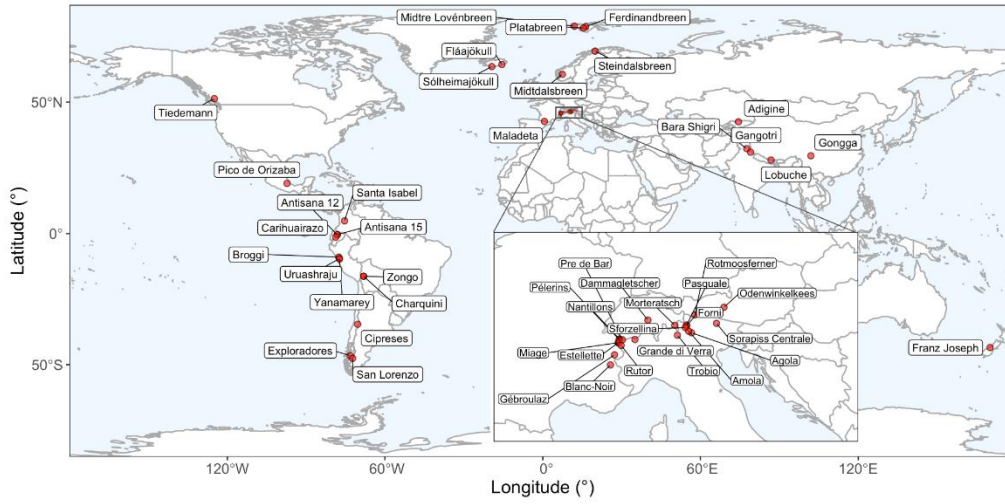 Midtre Lovénbreen
Ferdinandbreen
Platabreen
Fláajökull
Steindalsbreen
Sólheimajökull
Midtdalsbreen
50°N
Tiedemann
Adigine
Maladeta
Bara Shigri
Gangotri
Gongga
Lobuche
Pico de Orizaba
Santa Isabel
Antisana 12
Carihuairazo
Antisana 15
0°
Broggi
Uruashraju
Zongo
Yanamarey
Charquini
Cipreses
Exploradores
San Lorenzo
50°S
Franz Joseph
Pre de Bar
Rotmoosferner
Dammagletscher
Pasquale
Pélerins
Morteratsch
Odenwinkelkees
Nantillons
Forni
Sforzellina
Sorapiss Centrale
Miage
Estellette
Grande di Verra
Agola
Rutor
Trobio
Blanc-Noir
Amola
Gébroulaz
120°W
60°W
0°
60°E
120°E
Latitude (°)
Longitude (°)